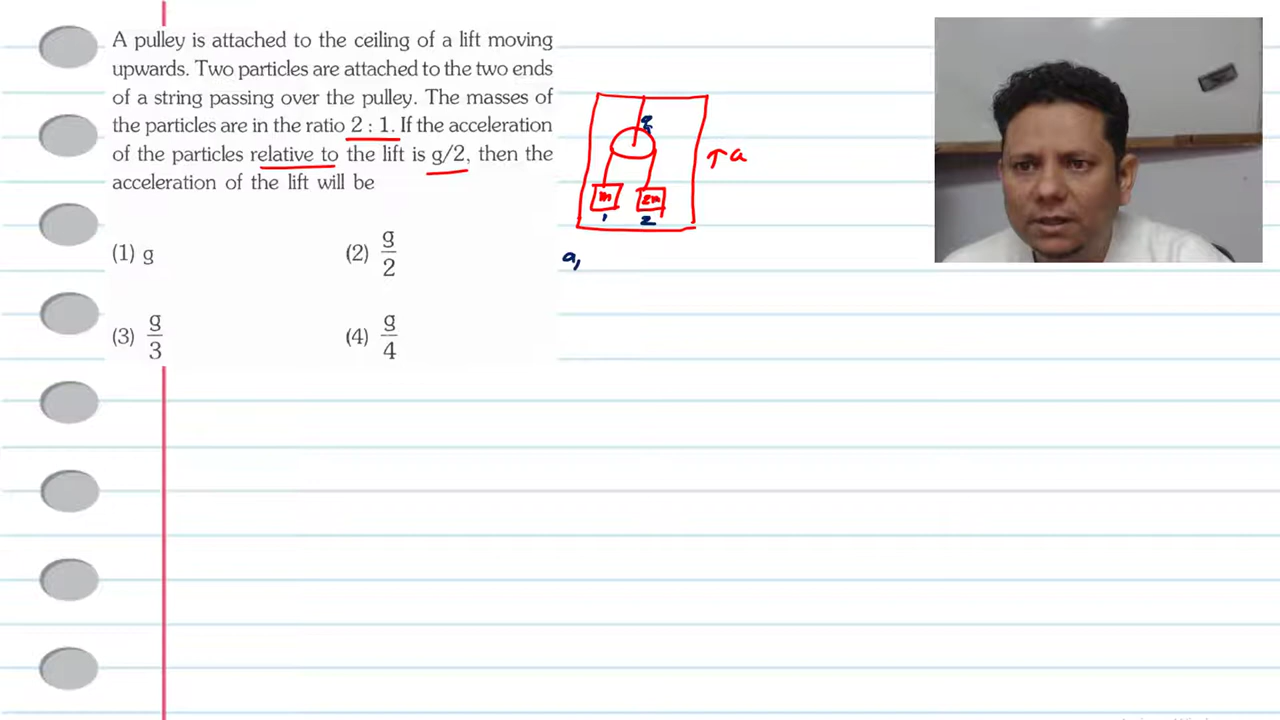 A pulley is attached to the ceiling of a lift moving
upwards. Two particles are attached to the two ends
of a string passing over the pulley. The masses of
the particles are in the ratio 2 : 1. If the acceleration
of the particles relative to the lift is g/2, then the
acceleration of the lift will be
(1) g
(2) g/2
(3) g/3
(4) g/4
↑a
m
2m
1
2
a₁